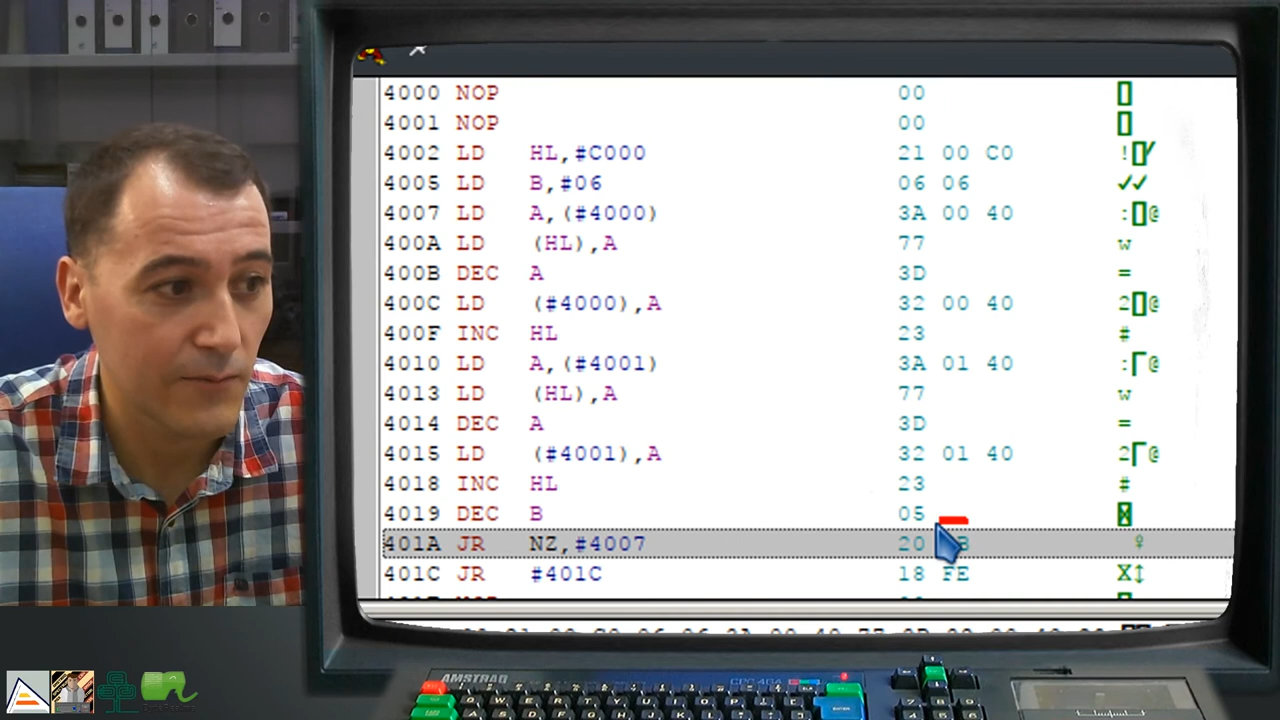 4000 NOP 00
4001 NOP 00
4002 LD HL,#C000 21 00 C0 !
4005 LD B,#06 06 06 ✓✓
4007 LD A,(#4000) 3A 00 40 : @
400A LD (HL),A 77 w
400B DEC A 3D =
400C LD (#4000),A 32 00 40 2 @
400F INC HL 23 #
4010 LD A,(#4001) 3A 01 40 : @
4013 LD (HL),A 77 w
4014 DEC A 3D =
4015 LD (#4001),A 32 01 40 2 @
4018 INC HL 23 #
4019 DEC B 05
401A JR NZ,#4007 20 ♀
401C JR #401C 18 FE X↕
AMSTRAD